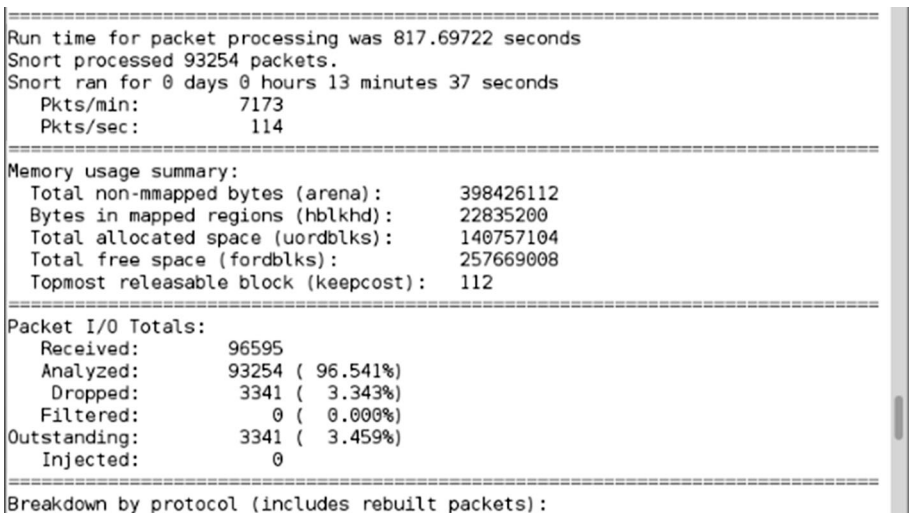 ===============================================================================
Run time for packet processing was 817.69722 seconds
Snort processed 93254 packets.
Snort ran for 0 days 0 hours 13 minutes 37 seconds
   Pkts/min:         7173
   Pkts/sec:          114
===============================================================================
Memory usage summary:
  Total non-mmapped bytes (arena):       398426112
  Bytes in mapped regions (hblkhd):      22835200
  Total allocated space (uordblks):      140757104
  Total free space (fordblks):           257669008
  Topmost releasable block (keepcost):   112
===============================================================================
Packet I/O Totals:
   Received:        96595
   Analyzed:        93254 ( 96.541%)
    Dropped:         3341 (  3.343%)
   Filtered:            0 (  0.000%)
Outstanding:         3341 (  3.459%)
   Injected:            0
===============================================================================
Breakdown by protocol (includes rebuilt packets):